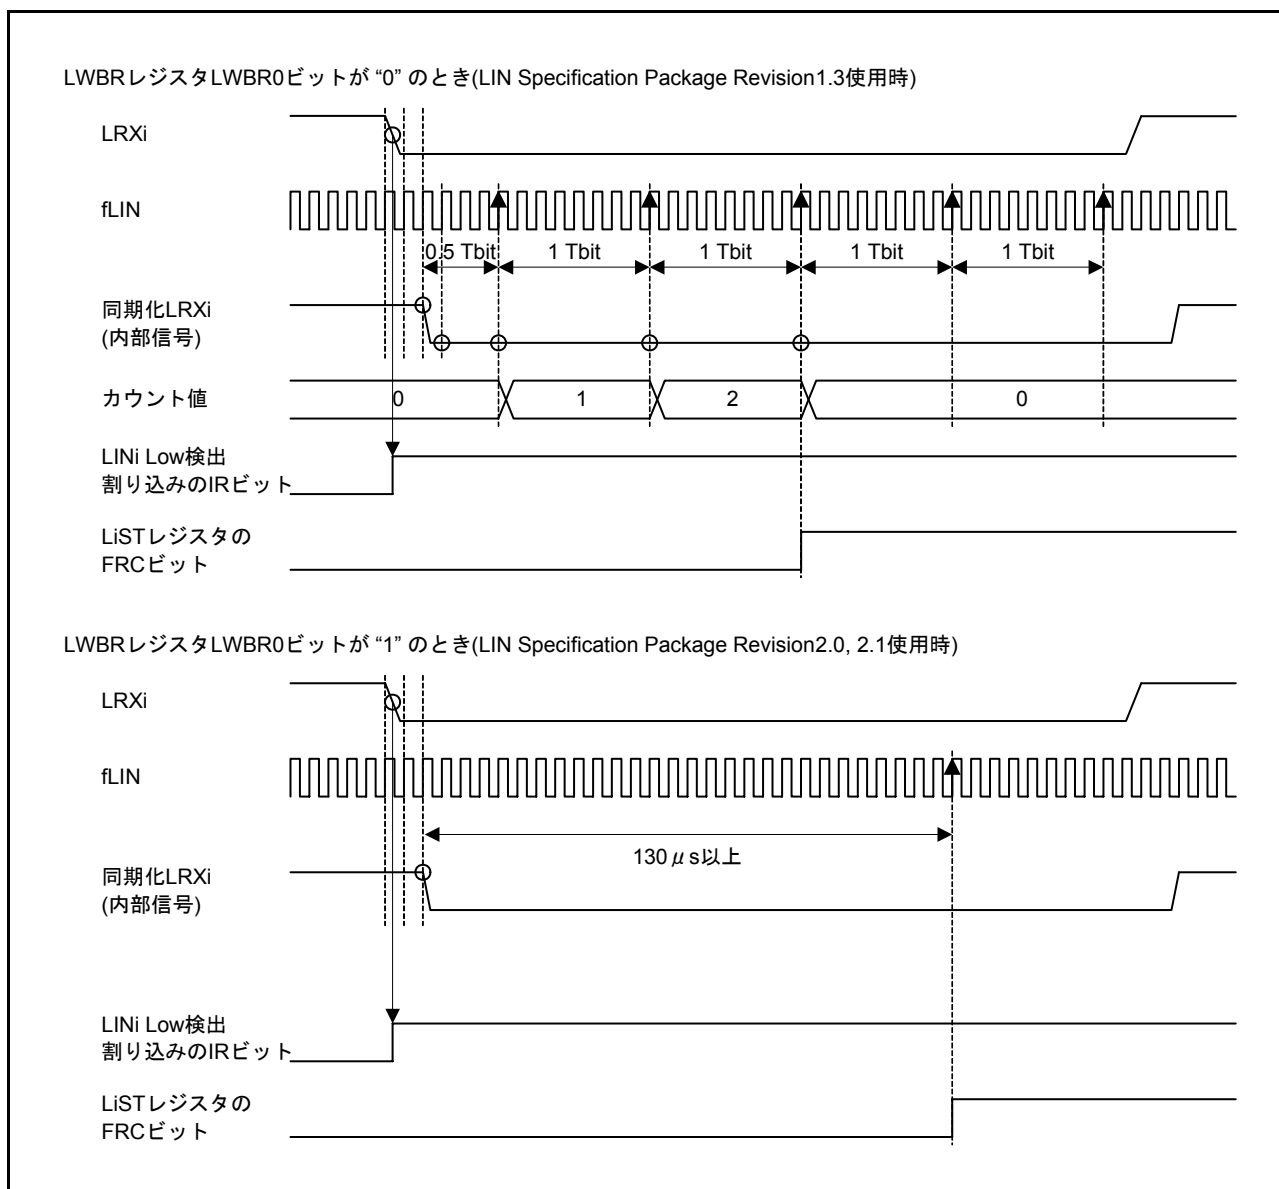 LWBRレジスタLWBR0ビットが “0” のとき(LIN Specification Package Revision1.3使用時)
LRXi
fLIN
0.5 Tbit 1 Tbit 1 Tbit 1 Tbit 1 Tbit
同期化LRXi
(内部信号)
カウント値 0 1 2 0
LINi Low検出
割り込みのIRビット
LiSTレジスタの
FRCビット
LWBRレジスタLWBR0ビットが “1” のとき(LIN Specification Package Revision2.0, 2.1使用時)
LRXi
fLIN
130μs以上
同期化LRXi
(内部信号)
LINi Low検出
割り込みのIRビット
LiSTレジスタの
FRCビット